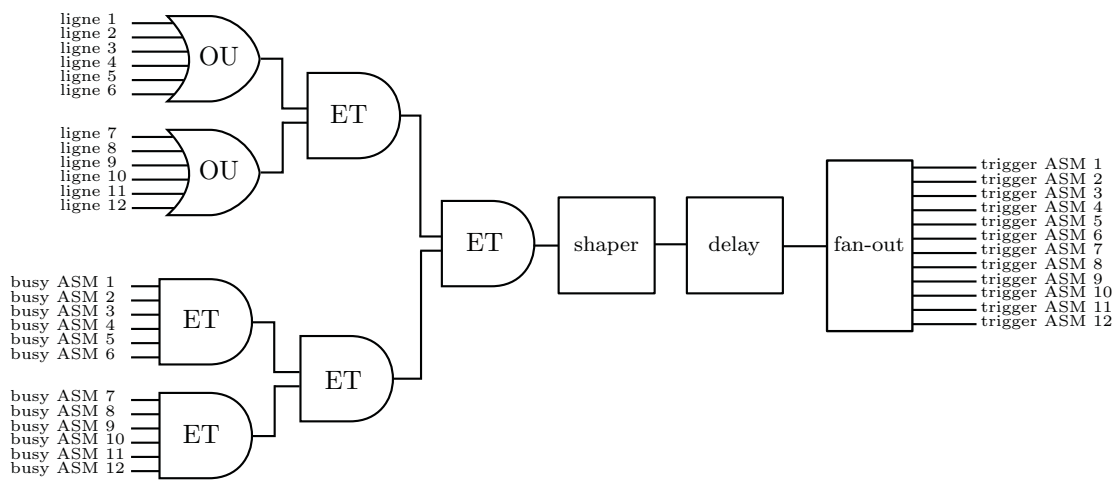 ligne 1
ligne 2
ligne 3
ligne 4
ligne 5
ligne 6
OU
ligne 7
ligne 8
ligne 9
ligne 10
ligne 11
ligne 12
OU
ET
busy ASM 1
busy ASM 2
busy ASM 3
busy ASM 4
busy ASM 5
busy ASM 6
ET
busy ASM 7
busy ASM 8
busy ASM 9
busy ASM 10
busy ASM 11
busy ASM 12
ET
ET
ET
shaper
delay
fan-out
trigger ASM 1
trigger ASM 2
trigger ASM 3
trigger ASM 4
trigger ASM 5
trigger ASM 6
trigger ASM 7
trigger ASM 8
trigger ASM 9
trigger ASM 10
trigger ASM 11
trigger ASM 12